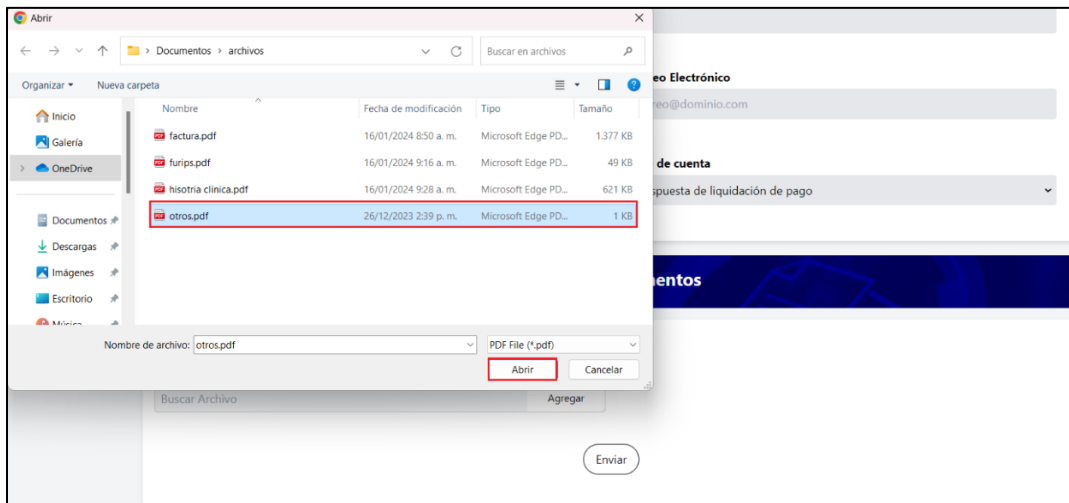 Abrir
Documentos > archivos
Buscar en archivos
Organizar
Nueva carpeta
Inicio
Galería
OneDrive
Documentos
Descargas
Imágenes
Escritorio
Música
Nombre Fecha de modificación Tipo Tamaño
factura.pdf 16/01/2024 8:50 a. m. Microsoft Edge PD... 1.377 KB
furips.pdf 16/01/2024 9:16 a. m. Microsoft Edge PD... 49 KB
hisotria clinica.pdf 16/01/2024 9:28 a. m. Microsoft Edge PD... 621 KB
otros.pdf 26/12/2023 2:39 p. m. Microsoft Edge PD... 1 KB
Nombre de archivo: otros.pdf
PDF File (*.pdf)
Abrir
Cancelar
eo Electrónico
reo@dominio.com
de cuenta
spuesta de liquidación de pago
entos
Buscar Archivo
Agregar
Enviar